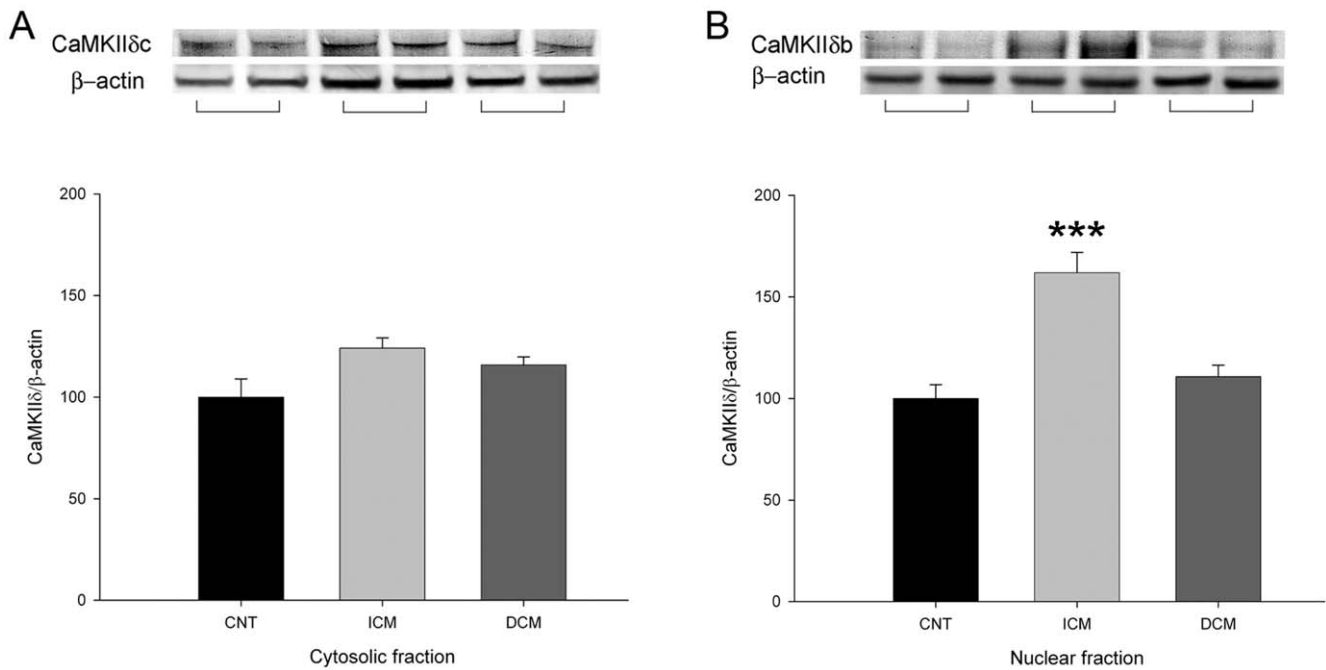 A
CaMKIIδc
β–actin
200
150
100
50
0
CaMKIIδ/β-actin
CNT ICM DCM
Cytosolic fraction
B
CaMKIIδb
β–actin
200
150
100
50
0
CaMKIIδ/β-actin
***
CNT ICM DCM
Nuclear fraction